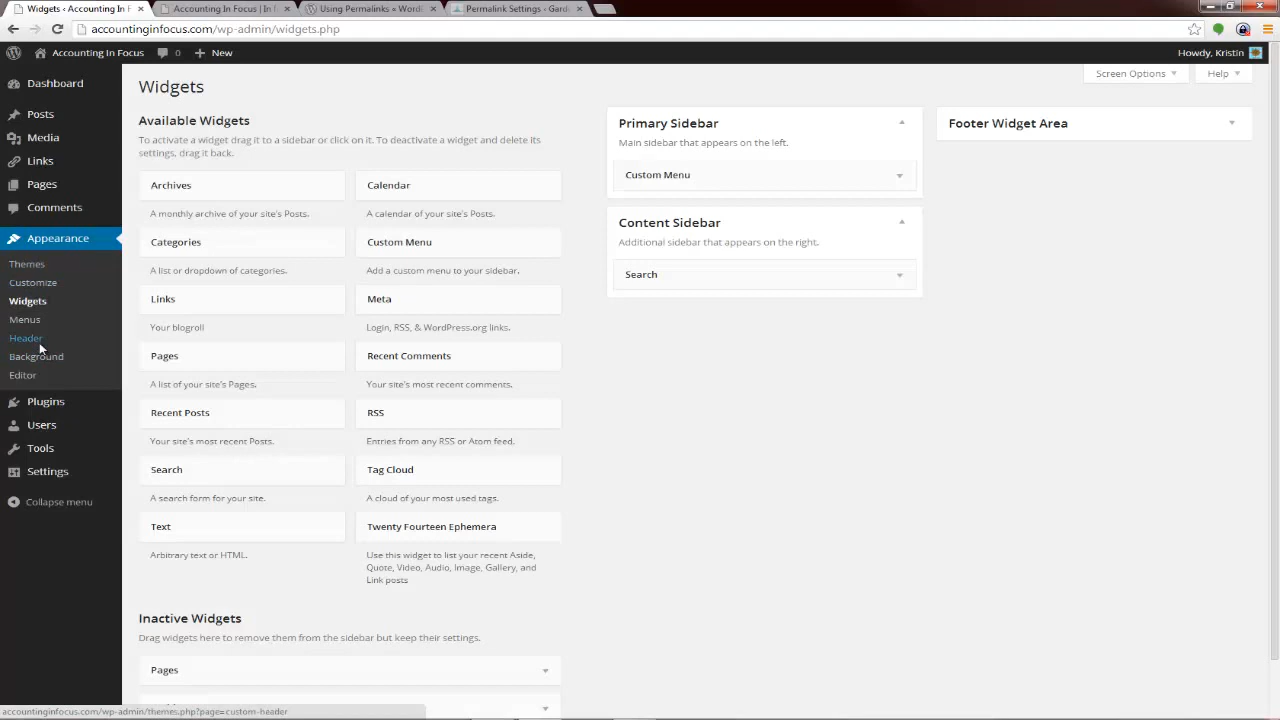 Widgets ‹ Accounting In Fo
Accounting In Focus | In f
Using Permalinks « WordP
Permalink Settings - Gard
accountinginfocus.com/wp-admin/widgets.php
Accounting In Focus
0
New
Howdy, Kristin
Dashboard
Posts
Media
Links
Pages
Comments
Appearance
Themes
Customize
Widgets
Menus
Header
Background
Editor
Plugins
Users
Tools
Settings
Collapse menu
Screen Options
Help
Widgets
Available Widgets
To activate a widget drag it to a sidebar or click on it. To deactivate a widget and delete its
settings, drag it back.
Archives
A monthly archive of your site's Posts.
Calendar
A calendar of your site's Posts.
Categories
A list or dropdown of categories.
Custom Menu
Add a custom menu to your sidebar.
Links
Your blogroll
Meta
Login, RSS, & WordPress.org links.
Pages
A list of your site's Pages.
Recent Comments
Your site's most recent comments.
Recent Posts
Your site's most recent Posts.
RSS
Entries from any RSS or Atom feed.
Search
A search form for your site.
Tag Cloud
A cloud of your most used tags.
Text
Arbitrary text or HTML.
Twenty Fourteen Ephemera
Use this widget to list your recent Aside,
Quote, Video, Audio, Image, Gallery, and
Link posts
Inactive Widgets
Drag widgets here to remove them from the sidebar but keep their settings.
Pages
Primary Sidebar
Main sidebar that appears on the left.
Custom Menu
Content Sidebar
Additional sidebar that appears on the right.
Search
Footer Widget Area
accountinginfocus.com/wp-admin/themes.php?page=custom-header